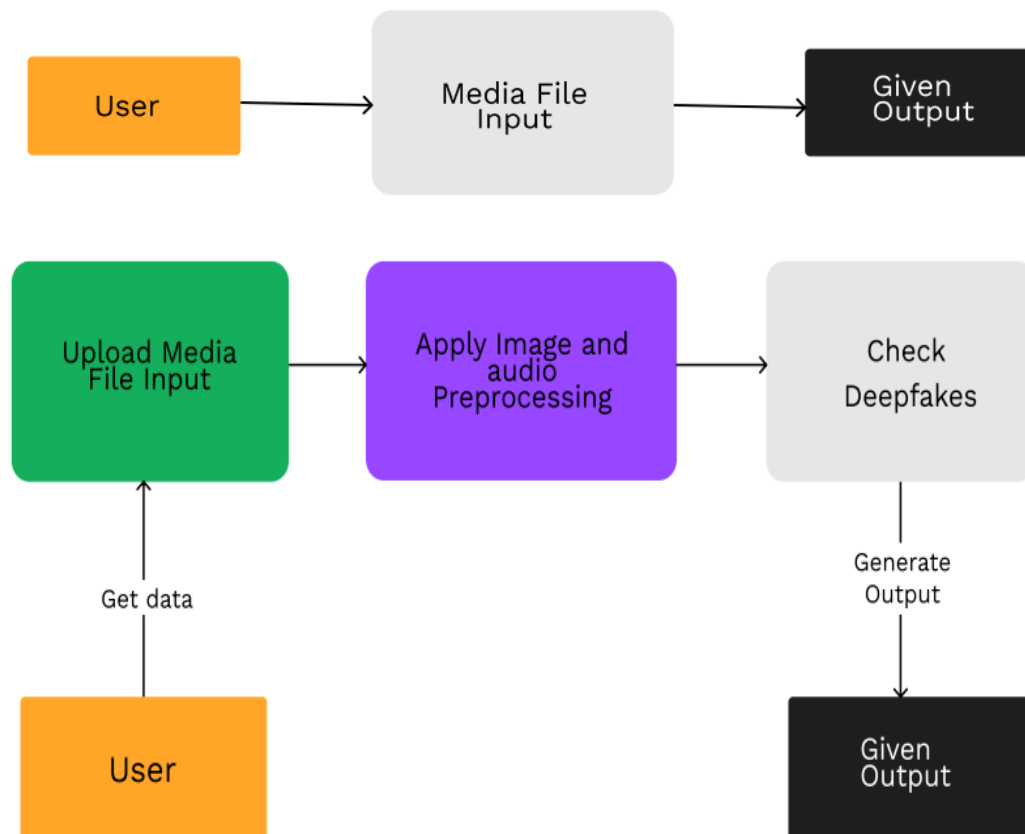 User
Media File
Input
Given
Output
Upload Media
File Input
Apply Image and
audio
Preprocessing
Check
Deepfakes
Get data
Generate
Output
User
Given
Output